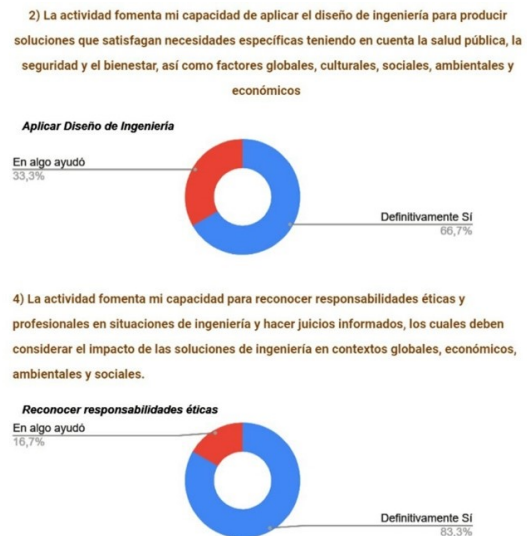 2) La actividad fomenta mi capacidad de aplicar el diseño de ingeniería para producir
soluciones que satisfagan necesidades específicas teniendo en cuenta la salud pública, la
seguridad y el bienestar, así como factores globales, culturales, sociales, ambientales y
económicos
Aplicar Diseño de Ingeniería
En algo ayudó
33,3%
Definitivamente Sí
66,7%
4) La actividad fomenta mi capacidad para reconocer responsabilidades éticas y
profesionales en situaciones de ingeniería y hacer juicios informados, los cuales deben
considerar el impacto de las soluciones de ingeniería en contextos globales, económicos,
ambientales y sociales.
Reconocer responsabilidades éticas
En algo ayudó
16,7%
Definitivamente Sí
83,3%